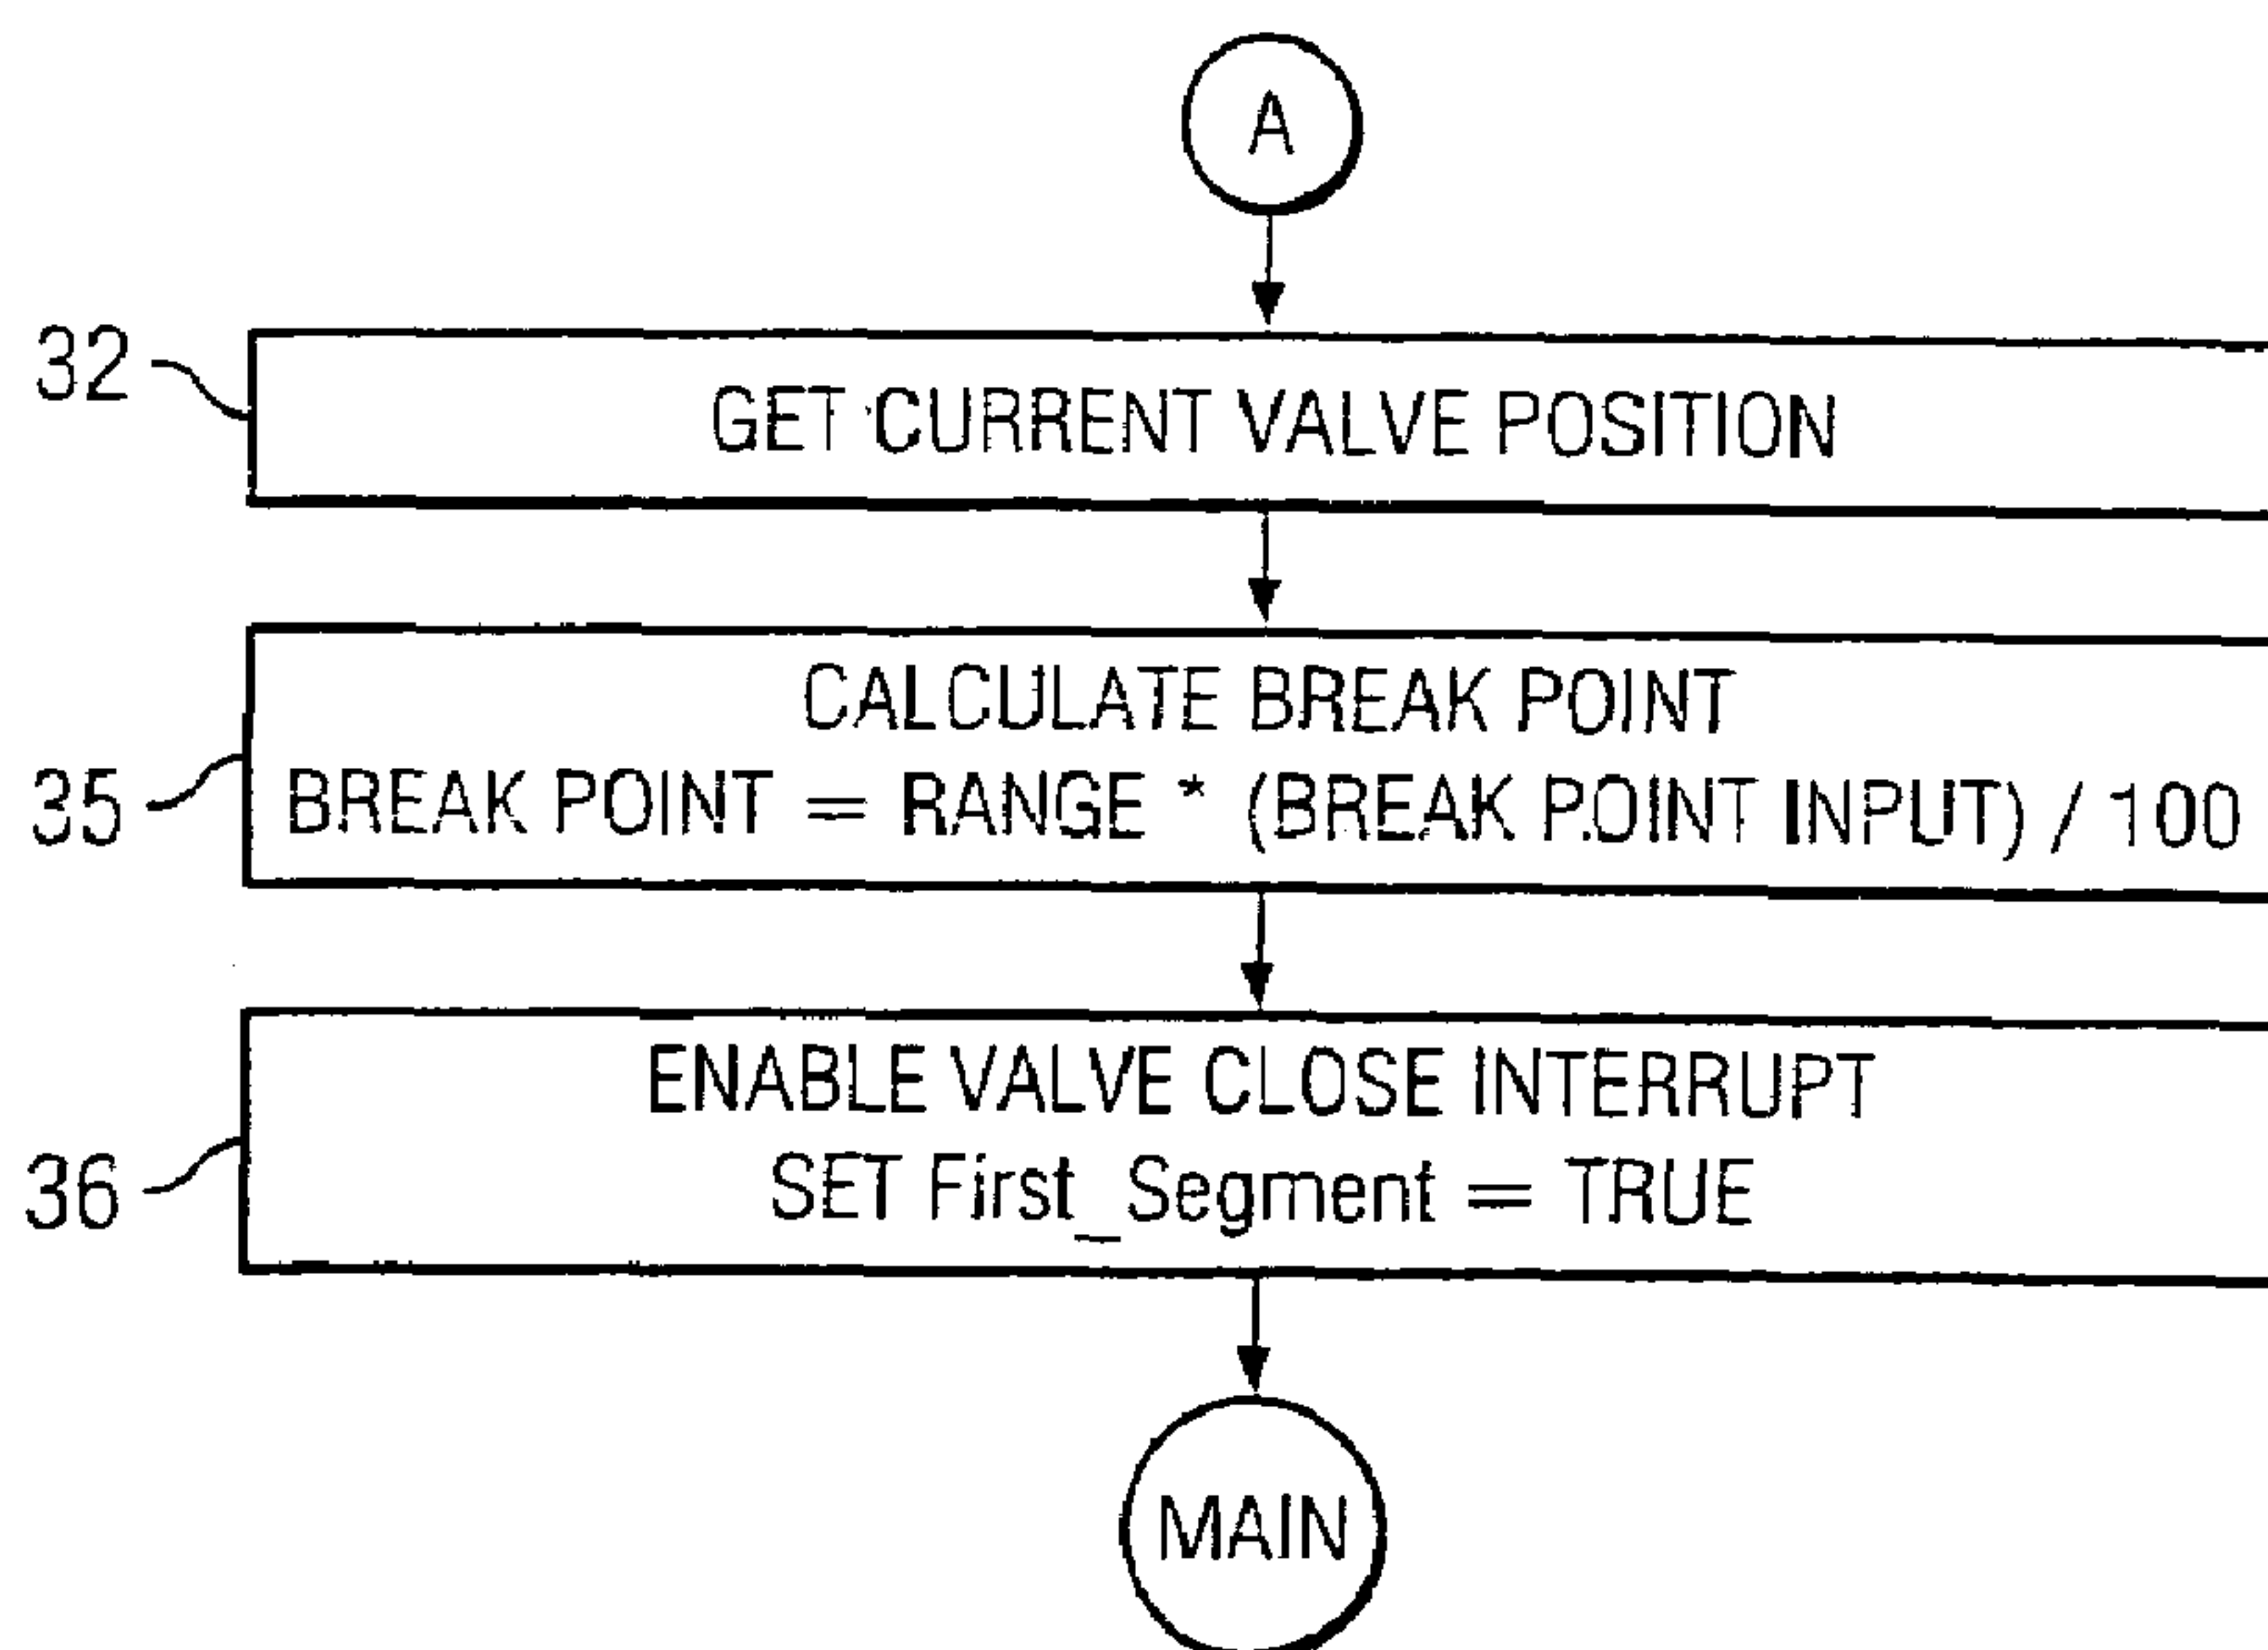 A
32
GET CURRENT VALVE POSITION
35
CALCULATE BREAK POINT
BREAK POINT = RANGE * (BREAK POINT INPUT) / 100
36
ENABLE VALVE CLOSE INTERRUPT
SET First_Segment = TRUE
MAIN